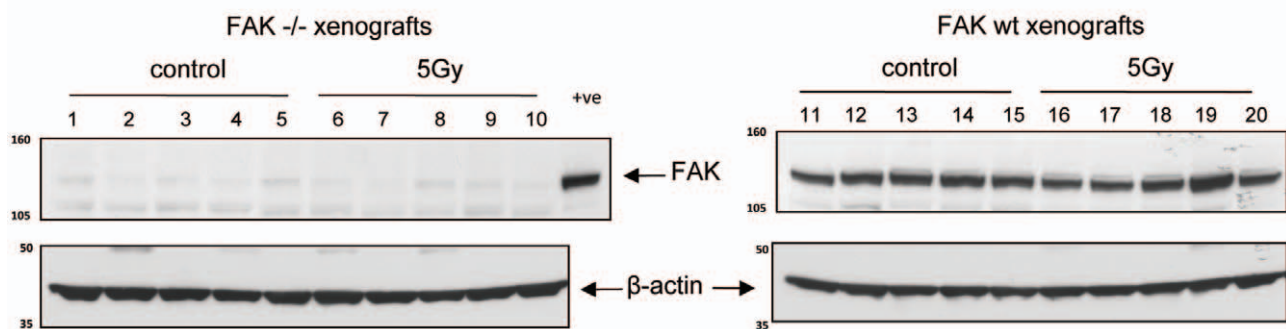 FAK -/- xenografts
FAK wt xenografts
control 5Gy
control 5Gy
1 2 3 4 5 6 7 8 9 10 +ve
11 12 13 14 15 16 17 18 19 20
160
105
FAK
160
105
50
35
β-actin
50
35